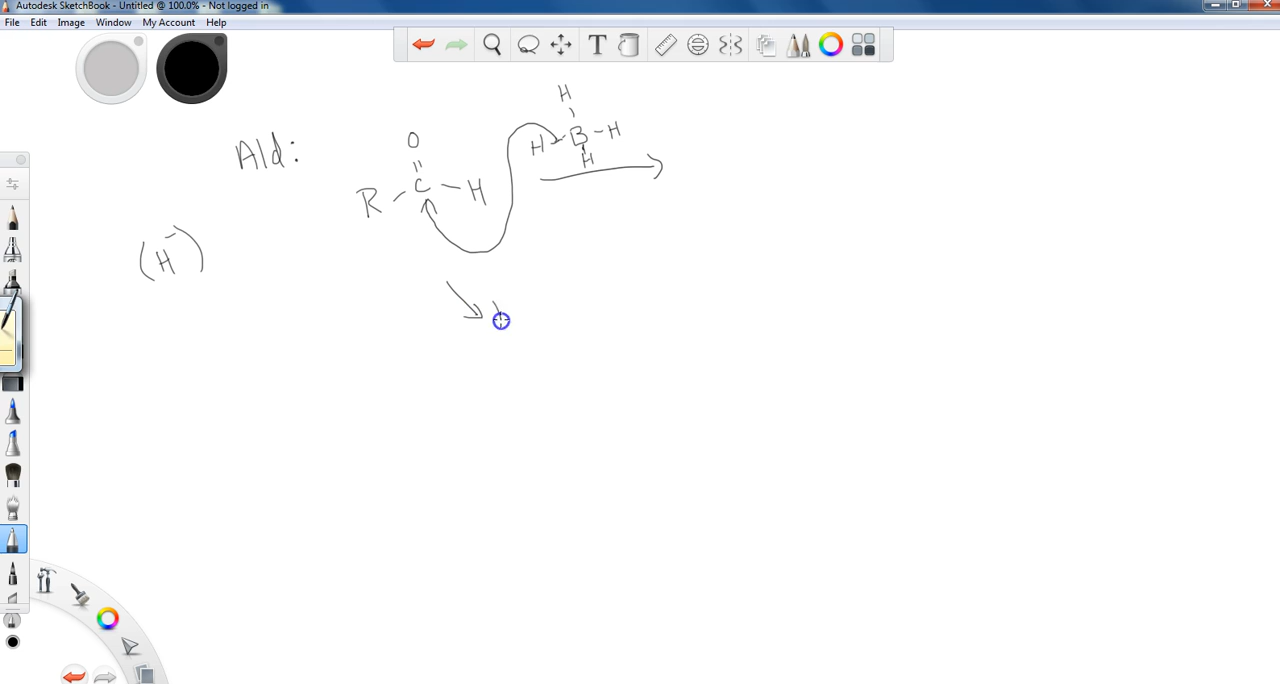 Autodesk SketchBook - Untitled @ 100.0% - Not logged in
File Edit Image Window My Account Help
T
H
Ald:
O
H B H
H
R C H
(H⁻)